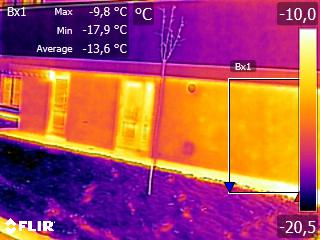 Bx1 Max -9,8 °C °C -10,0
Min -17,9 °C
Average -13,6 °C
Bx1
FLIR -20,5